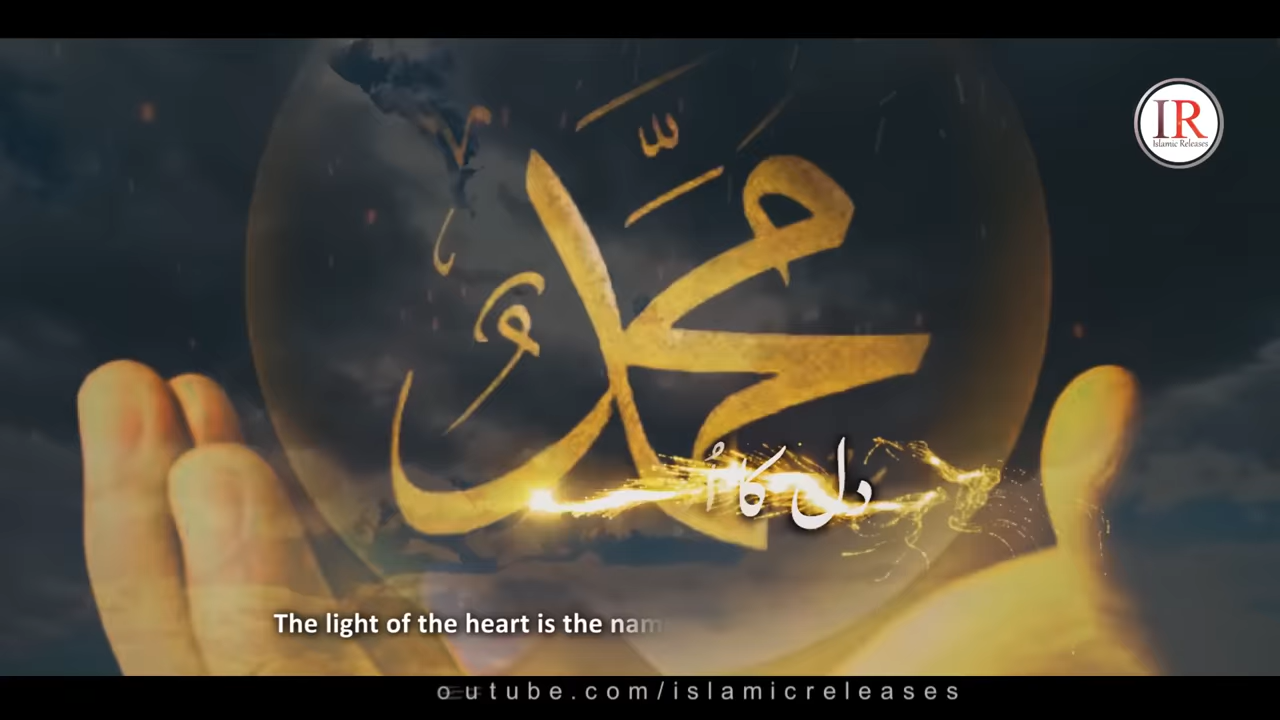 IR
Islamic Releases
محمد
دل کا اُ
The light of the heart is the nam
outube.com/islamicreleases